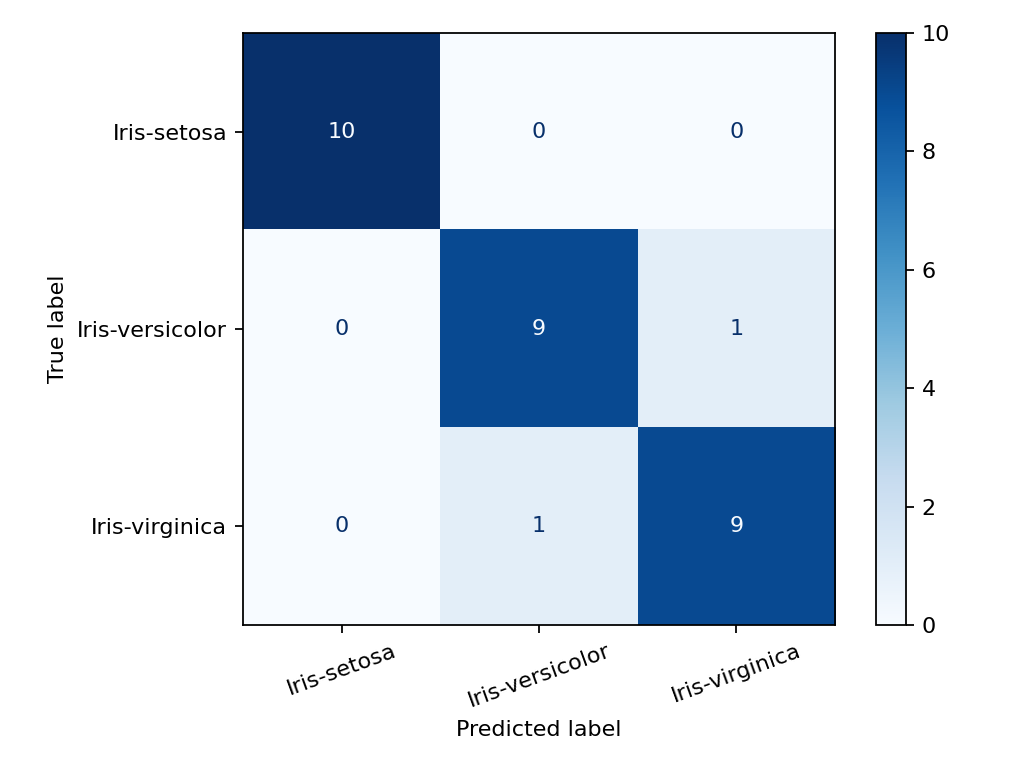 10
Iris-setosa 10 0 0
8
6
True label
Iris-versicolor 0 9 1
4
2
Iris-virginica 0 1 9
0
Iris-setosa Iris-versicolor Iris-virginica
Predicted label